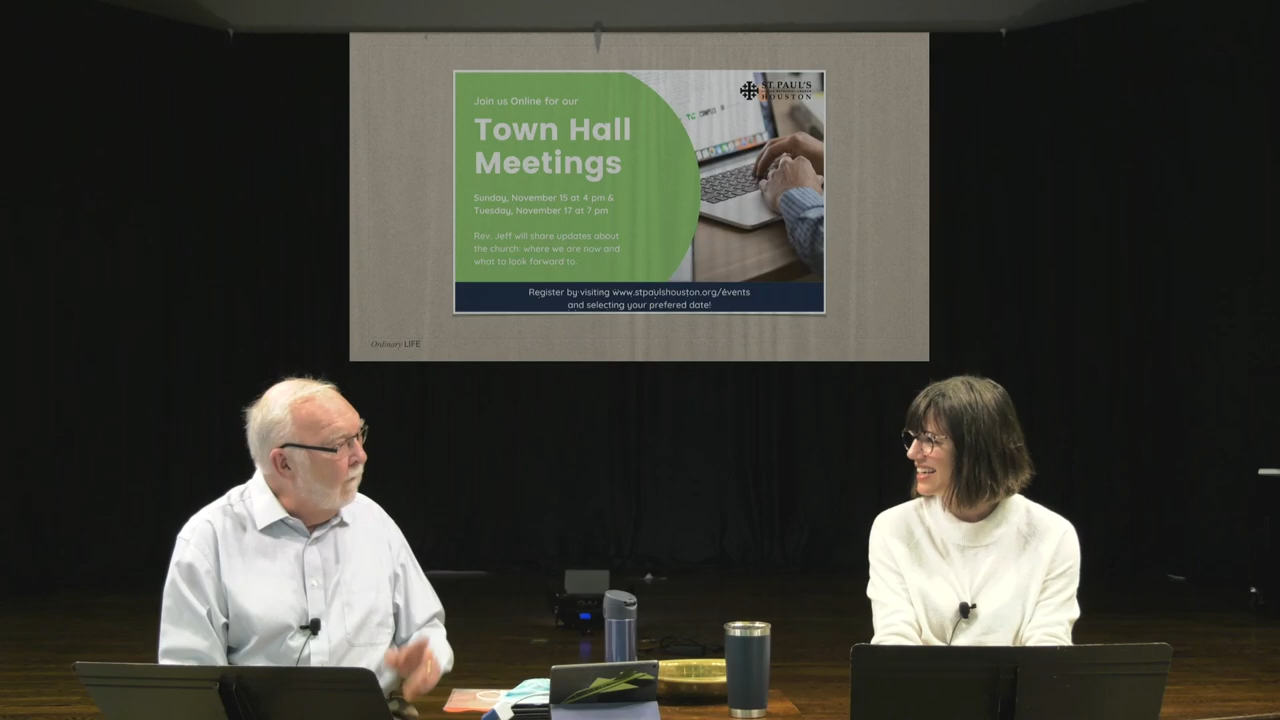 Join us Online for our
Town Hall
Meetings
Sunday, November 15 at 4 pm &
Tuesday, November 17 at 7 pm
Rev. Jeff will share updates about
the church: where we are now and
what to look forward to.
ST. PAUL'S
HOUSTON
Register by visiting www.stpaulshouston.org/events
and selecting your prefered date!
Ordinary LIFE